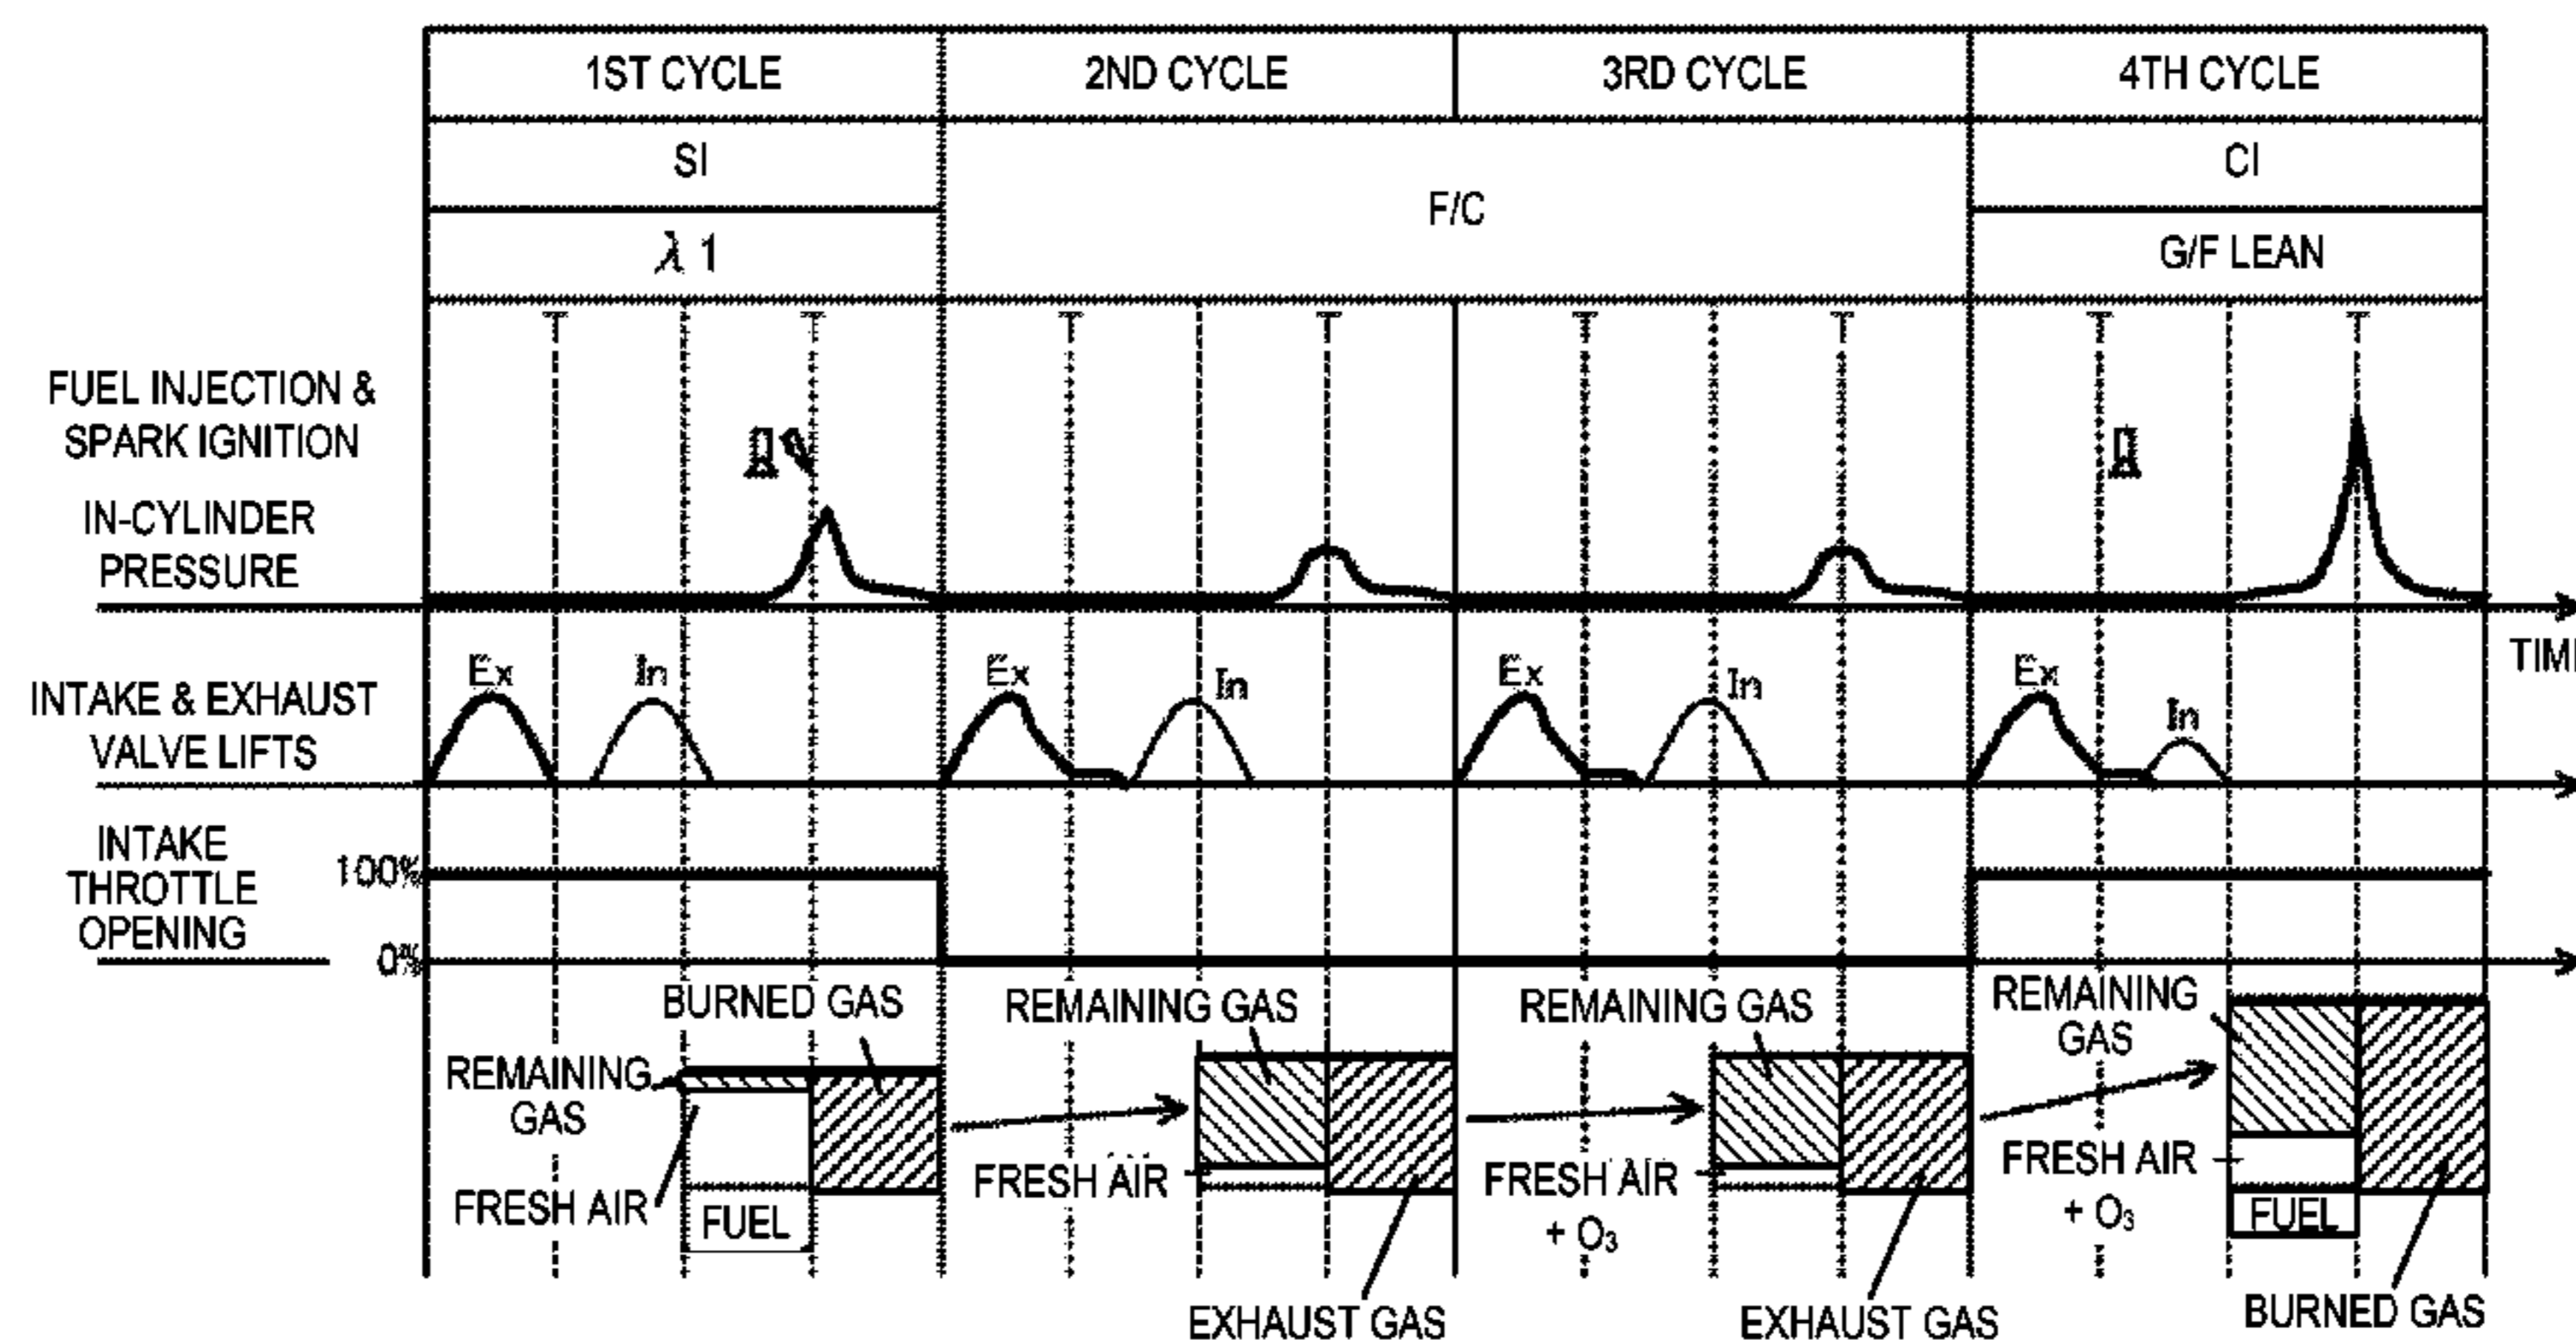 1ST CYCLE
2ND CYCLE
3RD CYCLE
4TH CYCLE
SI
F/C
CI
λ 1
G/F LEAN
FUEL INJECTION &
SPARK IGNITION
IN-CYLINDER
PRESSURE
TIM
INTAKE & EXHAUST
VALVE LIFTS
Ex
In
Ex
In
Ex
In
Ex
In
INTAKE
THROTTLE
OPENING
100%
0%
BURNED GAS
REMAINING
GAS
FRESH AIR
FUEL
REMAINING GAS
FRESH AIR
EXHAUST GAS
REMAINING GAS
FRESH AIR
+ O₃
EXHAUST GAS
REMAINING
GAS
FRESH AIR
+ O₃
FUEL
BURNED GAS